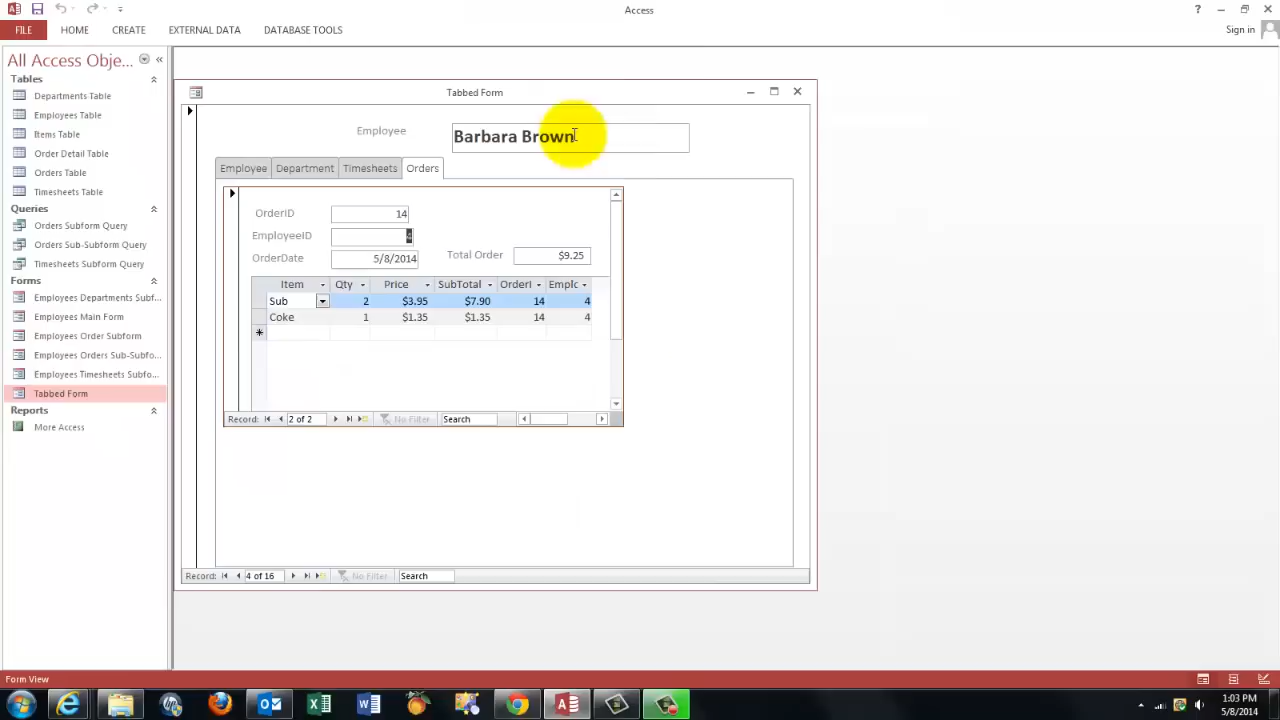 Access
? 
FILE HOME CREATE EXTERNAL DATA DATABASE TOOLS Sign in
All Access Obje... «
Tables
Departments Table
Employees Table
Items Table
Order Detail Table
Orders Table
Timesheets Table
Queries
Orders Subform Query
Orders Sub-Subform Query
Timesheets Subform Query
Forms
Employees Departments Subf...
Employees Main Form
Employees Order Subform
Employees Orders Sub-Subfo...
Employees Timesheets Subfo...
Tabbed Form
Reports
More Access
Tabbed Form
Employee Barbara Brown
Employee Department Timesheets Orders
OrderID 14
EmployeeID
OrderDate 5/8/2014 Total Order $9.25
Item Qty Price SubTotal OrderI Emplc
Sub 2 $3.95 $7.90 14 4
Coke 1 $1.35 $1.35 14 4
Record: 2 of 2 No Filter Search
Record: 4 of 16 No Filter Search
Form View
1:03 PM
5/8/2014